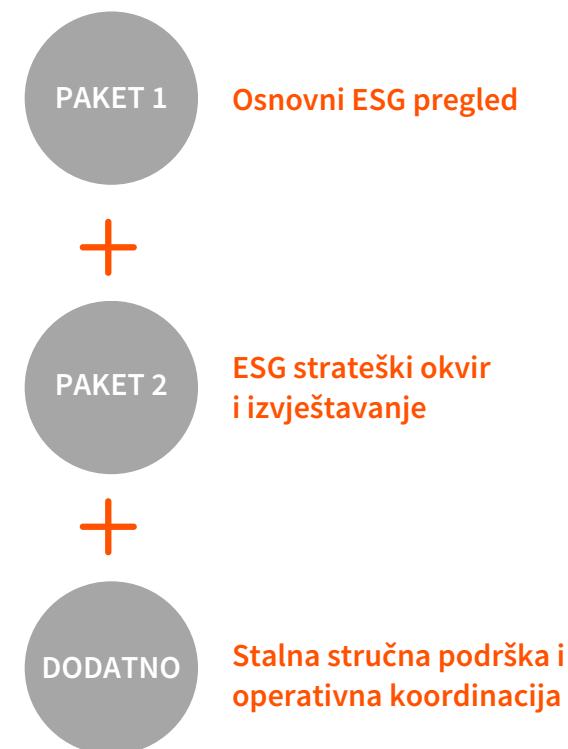 PAKET 1
Osnovni ESG pregled
PAKET 2
ESG strateški okvir
i izvještavanje
DODATNO
Stalna stručna podrška i
operativna koordinacija